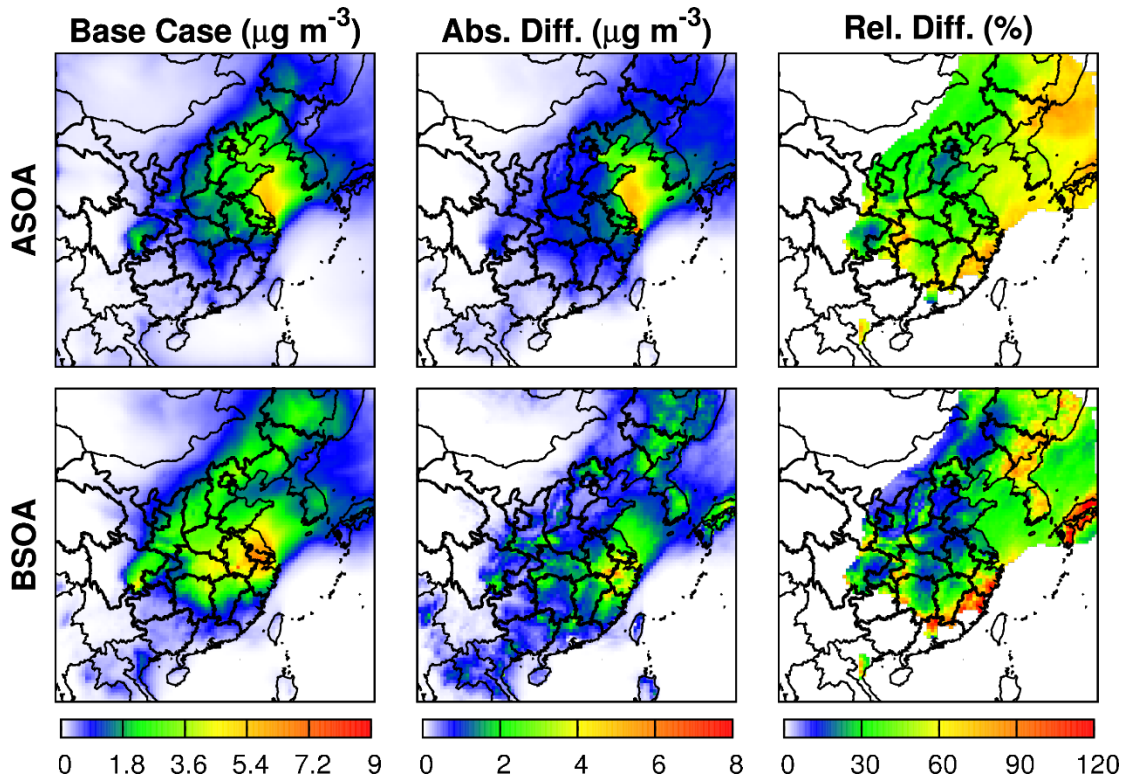 Base Case (μg m⁻³) Abs. Diff. (μg m⁻³) Rel. Diff. (%)
ASOA
BSOA
0 1.8 3.6 5.4 7.2 9 0 2 4 6 8 0 30 60 90 120